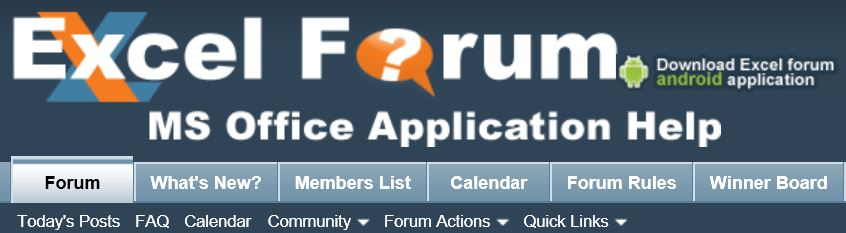 Excel Forum
Download Excel forum
android application
MS Office Application Help
Forum What's New? Members List Calendar Forum Rules Winner Board
Today's Posts FAQ Calendar Community Forum Actions Quick Links